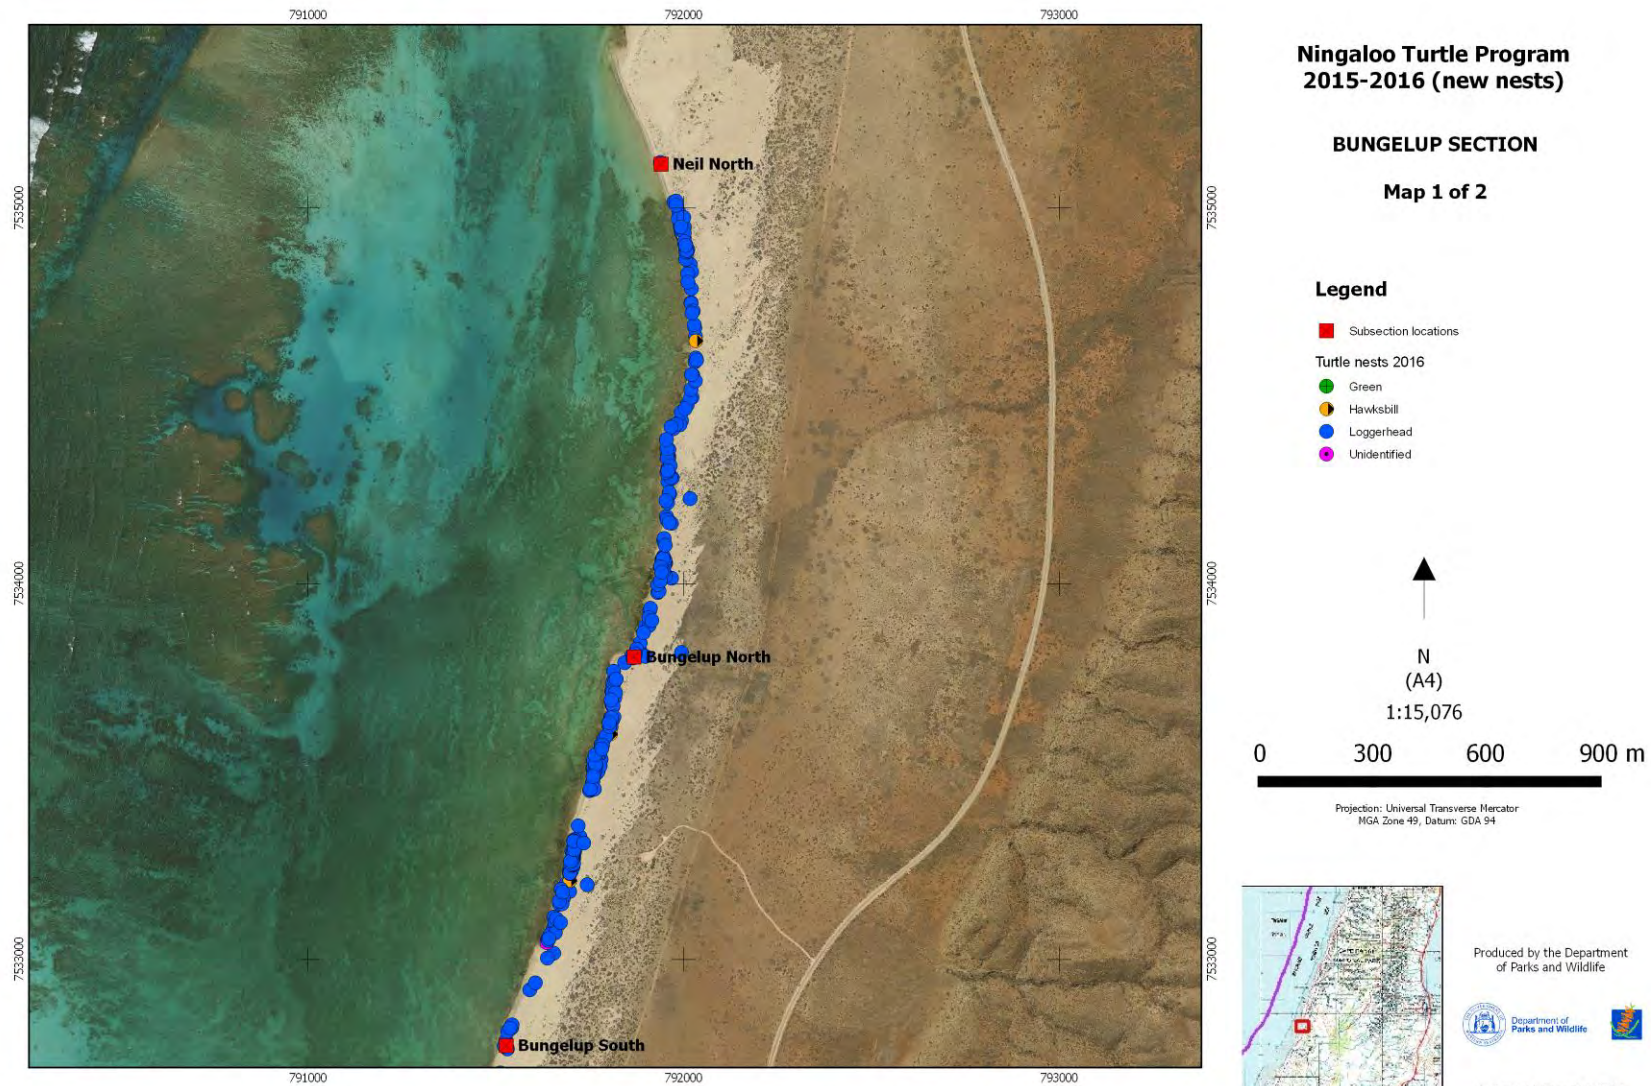 791000
792000
793000
Ningaloo Turtle Program
2015-2016 (new nests)
BUNGELUP SECTION
Map 1 of 2
Neil North
7535000
7535000
Legend
Subsection locations
Turtle nests 2016
Green
Hawksbill
Loggerhead
Unidentified
7534000
7534000
Bungelup North
N
(A4)
1:15,076
0 300 600 900 m
Projection: Universal Transverse Mercator
MGA Zone 49, Datum: GDA 94
7533000
7533000
Bungelup South
Produced by the Department
of Parks and Wildlife
Department of
Parks and Wildlife
791000
792000
793000